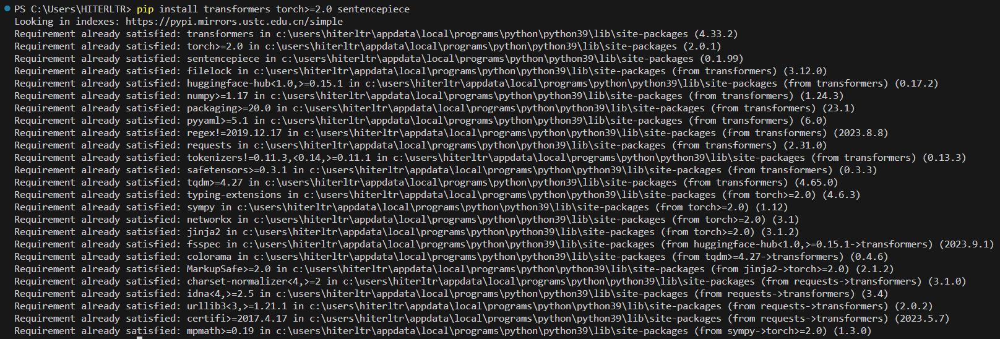 PS C:\Users\HITERLTR> pip install transformers torch>=2.0 sentencepiece
Looking in indexes: https://pypi.mirrors.ustc.edu.cn/simple
Requirement already satisfied: transformers in c:\users\hiterltr\appdata\local\programs\python\python39\lib\site-packages (4.33.2)
Requirement already satisfied: torch>=2.0 in c:\users\hiterltr\appdata\local\programs\python\python39\lib\site-packages (2.0.1)
Requirement already satisfied: sentencepiece in c:\users\hiterltr\appdata\local\programs\python\python39\lib\site-packages (0.1.99)
Requirement already satisfied: filelock in c:\users\hiterltr\appdata\local\programs\python\python39\lib\site-packages (from transformers) (3.12.0)
Requirement already satisfied: huggingface-hub<1.0,>=0.15.1 in c:\users\hiterltr\appdata\local\programs\python\python39\lib\site-packages (from transformers) (0.17.2)
Requirement already satisfied: numpy>=1.17 in c:\users\hiterltr\appdata\local\programs\python\python39\lib\site-packages (from transformers) (1.24.3)
Requirement already satisfied: packaging>=20.0 in c:\users\hiterltr\appdata\local\programs\python\python39\lib\site-packages (from transformers) (23.1)
Requirement already satisfied: pyyaml>=5.1 in c:\users\hiterltr\appdata\local\programs\python\python39\lib\site-packages (from transformers) (6.0)
Requirement already satisfied: regex!=2019.12.17 in c:\users\hiterltr\appdata\local\programs\python\python39\lib\site-packages (from transformers) (2023.8.8)
Requirement already satisfied: requests in c:\users\hiterltr\appdata\local\programs\python\python39\lib\site-packages (from transformers) (2.31.0)
Requirement already satisfied: tokenizers!=0.11.3,<0.14,>=0.11.1 in c:\users\hiterltr\appdata\local\programs\python\python39\lib\site-packages (from transformers) (0.13.3)
Requirement already satisfied: safetensors>=0.3.1 in c:\users\hiterltr\appdata\local\programs\python\python39\lib\site-packages (from transformers) (0.3.3)
Requirement already satisfied: tqdm>=4.27 in c:\users\hiterltr\appdata\local\programs\python\python39\lib\site-packages (from transformers) (4.65.0)
Requirement already satisfied: typing-extensions in c:\users\hiterltr\appdata\local\programs\python\python39\lib\site-packages (from torch>=2.0) (4.6.3)
Requirement already satisfied: sympy in c:\users\hiterltr\appdata\local\programs\python\python39\lib\site-packages (from torch>=2.0) (1.12)
Requirement already satisfied: networkx in c:\users\hiterltr\appdata\local\programs\python\python39\lib\site-packages (from torch>=2.0) (3.1)
Requirement already satisfied: jinja2 in c:\users\hiterltr\appdata\local\programs\python\python39\lib\site-packages (from torch>=2.0) (3.1.2)
Requirement already satisfied: fsspec in c:\users\hiterltr\appdata\local\programs\python\python39\lib\site-packages (from huggingface-hub<1.0,>=0.15.1->transformers) (2023.9.1)
Requirement already satisfied: colorama in c:\users\hiterltr\appdata\local\programs\python\python39\lib\site-packages (from tqdm>=4.27->transformers) (0.4.6)
Requirement already satisfied: MarkupSafe>=2.0 in c:\users\hiterltr\appdata\local\programs\python\python39\lib\site-packages (from jinja2->torch>=2.0) (2.1.2)
Requirement already satisfied: charset-normalizer<4,>=2 in c:\users\hiterltr\appdata\local\programs\python\python39\lib\site-packages (from requests->transformers) (3.1.0)
Requirement already satisfied: idna<4,>=2.5 in c:\users\hiterltr\appdata\local\programs\python\python39\lib\site-packages (from requests->transformers) (3.4)
Requirement already satisfied: urllib3<3,>=1.21.1 in c:\users\hiterltr\appdata\local\programs\python\python39\lib\site-packages (from requests->transformers) (2.0.2)
Requirement already satisfied: certifi>=2017.4.17 in c:\users\hiterltr\appdata\local\programs\python\python39\lib\site-packages (from requests->transformers) (2023.5.7)
Requirement already satisfied: mpmath>=0.19 in c:\users\hiterltr\appdata\local\programs\python\python39\lib\site-packages (from sympy->torch>=2.0) (1.3.0)